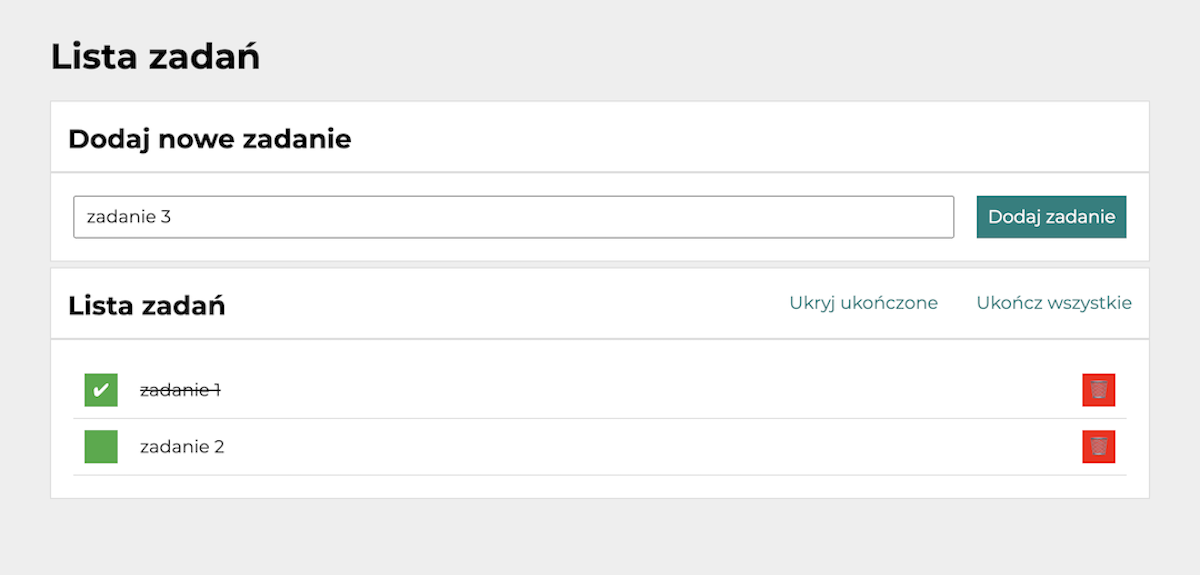 Lista zadań
Dodaj nowe zadanie
zadanie 3
Dodaj zadanie
Lista zadań
Ukryj ukończone
Ukończ wszystkie
✔ zadanie 1
zadanie 2